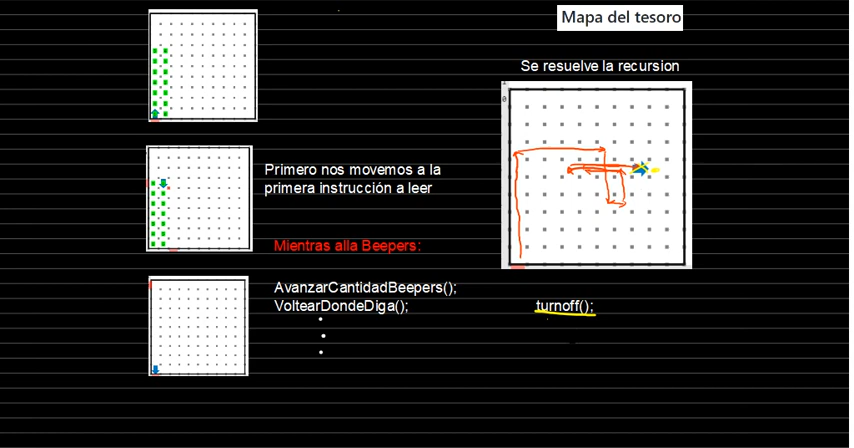 Mapa del tesoro
Se resuelve la recursion
Primero nos movemos a la
primera instrucción a leer
Mientras alla Beepers:
AvanzarCantidadBeepers();
VoltearDondeDiga();
turnoff();